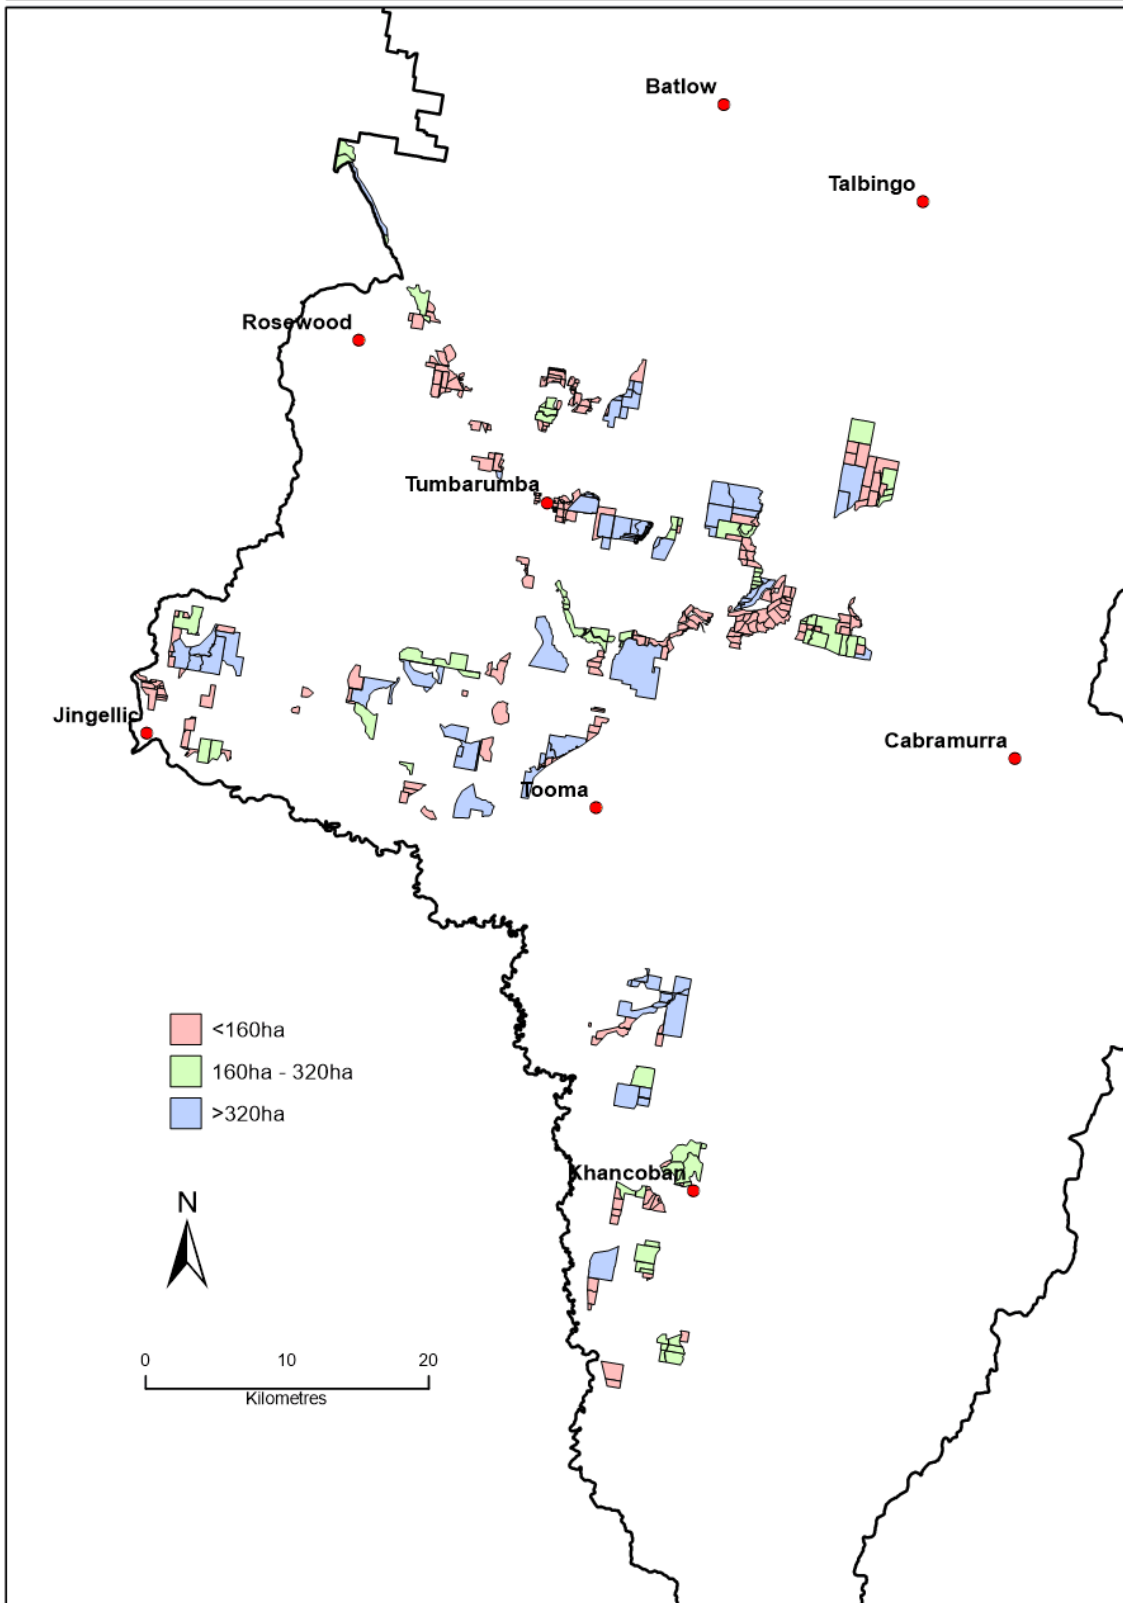 Batlow
Talbingo
Rosewood
Tumbarumba
Jingellic
Cabramurra
Tooma
<160ha
160ha - 320ha
>320ha
Khancoban
N
0 10 20
Kilometres